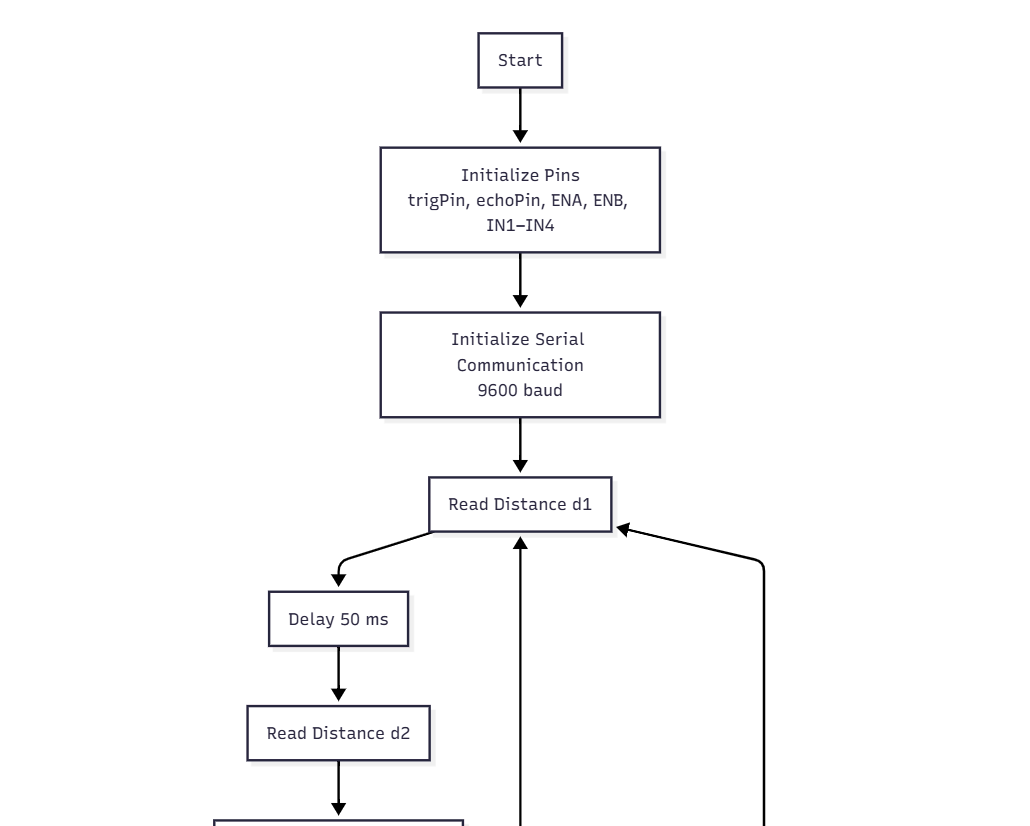 Start
Initialize Pins
trigPin, echoPin, ENA, ENB,
IN1–IN4
Initialize Serial
Communication
9600 baud
Read Distance d1
Delay 50 ms
Read Distance d2